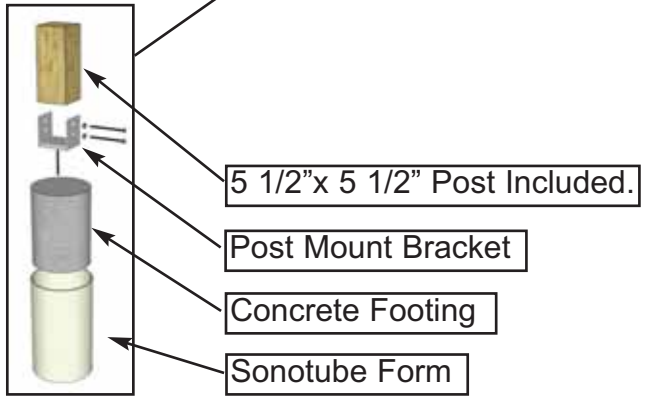 5 1/2”x 5 1/2” Post Included.
Post Mount Bracket
Concrete Footing
Sonotube Form